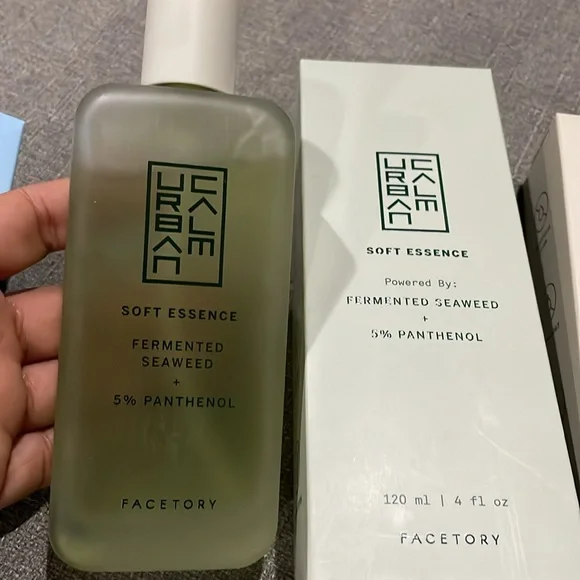 URBAN
CALM
SOFT ESSENCE
FERMENTED
SEAWEED
+
5% PANTHENOL
FACETORY
URBAN
CALM
SOFT ESSENCE
Powered By:
FERMENTED SEAWEED
+
5% PANTHENOL
120 ml | 4 fl oz
FACETORY